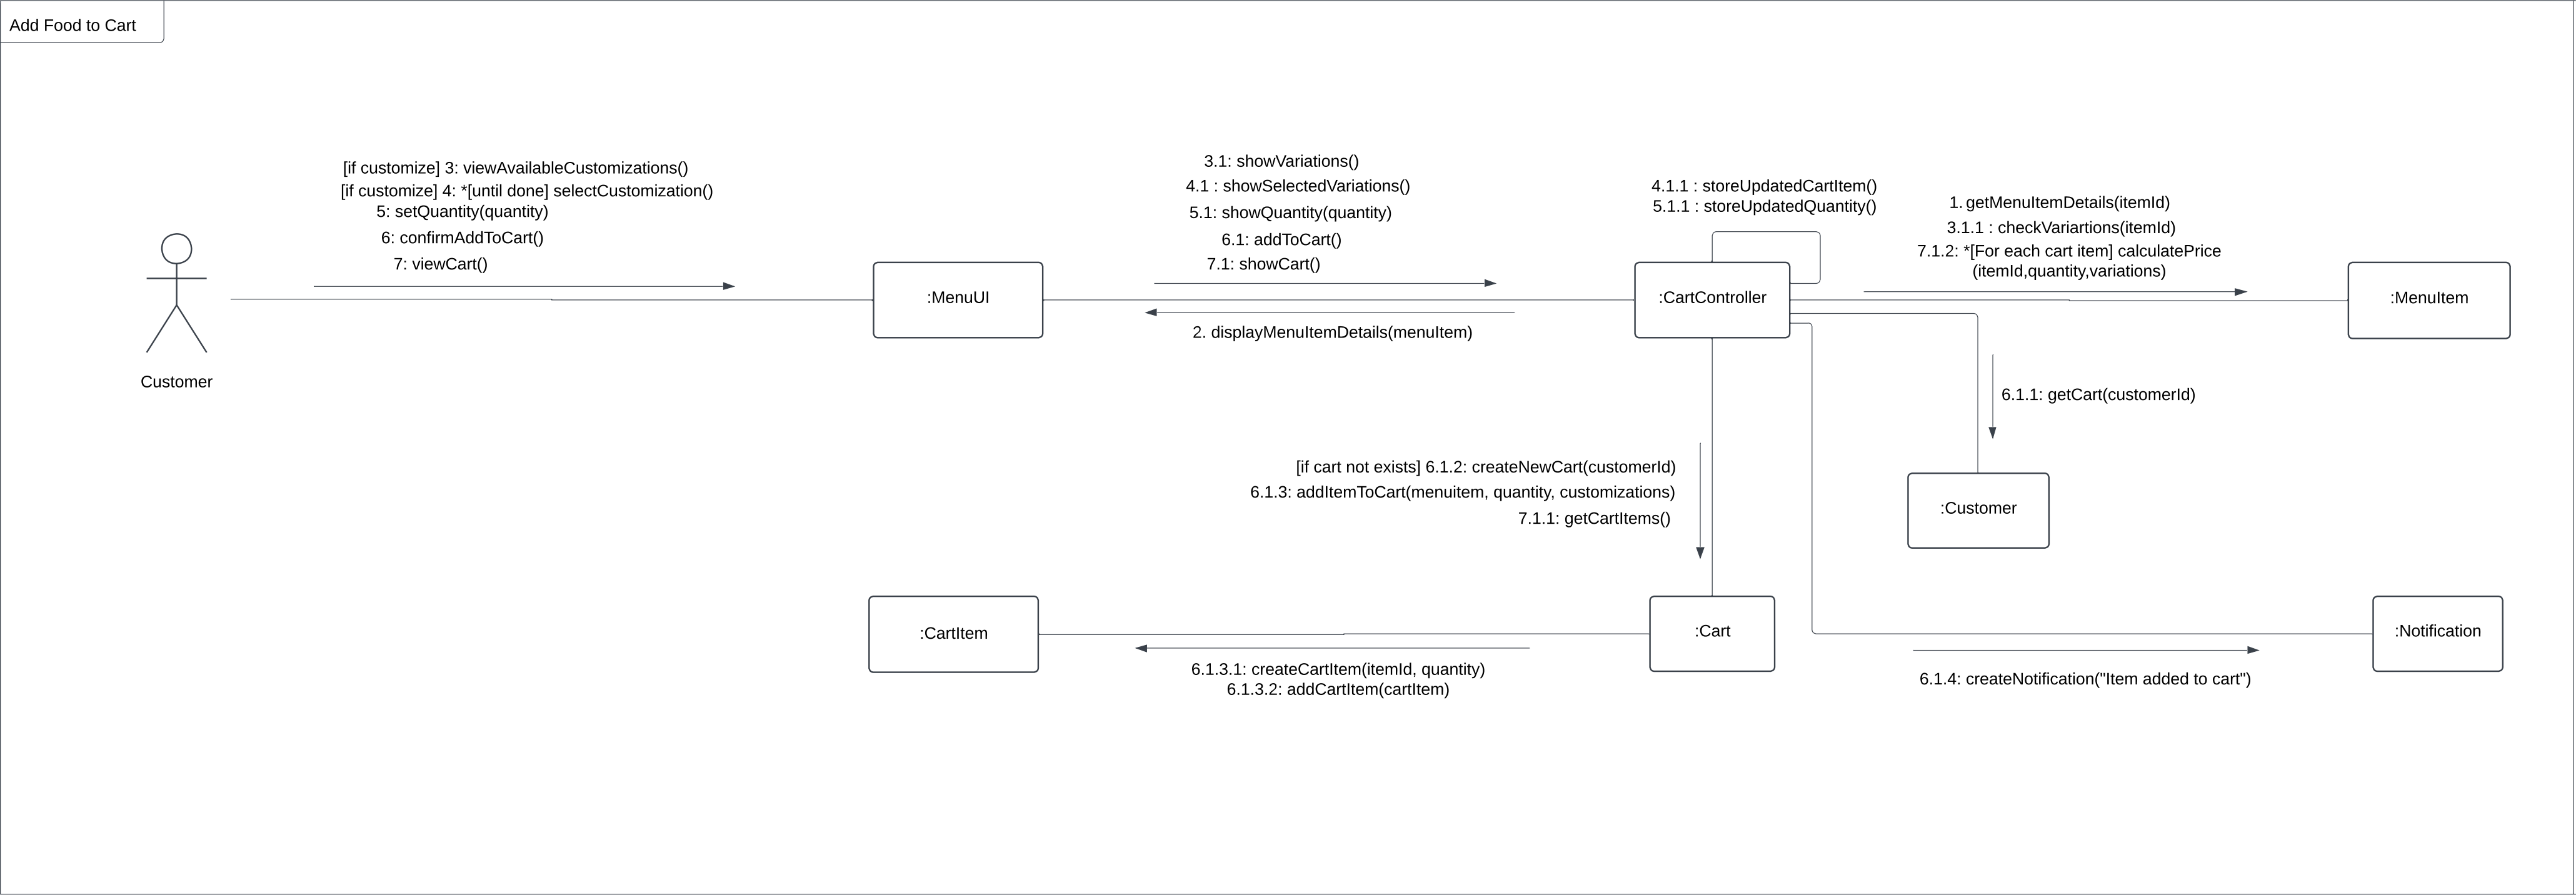 Add Food to Cart
[if customize] 3: viewAvailableCustomizations()
[if customize] 4: *[until done] selectCustomization()
5: setQuantity(quantity)
6: confirmAddToCart()
7: viewCart()
Customer
:MenuUI
3.1: showVariations()
4.1 : showSelectedVariations()
5.1: showQuantity(quantity)
6.1: addToCart()
7.1: showCart()
2. displayMenuItemDetails(menuItem)
4.1.1 : storeUpdatedCartItem()
5.1.1 : storeUpdatedQuantity()
:CartController
1. getMenuItemDetails(itemId)
3.1.1 : checkVariartions(itemId)
7.1.2: *[For each cart item] calculatePrice
(itemId,quantity,variations)
:MenuItem
6.1.1: getCart(customerId)
:Customer
[if cart not exists] 6.1.2: createNewCart(customerId)
6.1.3: addItemToCart(menuitem, quantity, customizations)
7.1.1: getCartItems()
:CartItem
:Cart
:Notification
6.1.3.1: createCartItem(itemId, quantity)
6.1.3.2: addCartItem(cartItem)
6.1.4: createNotification("Item added to cart")